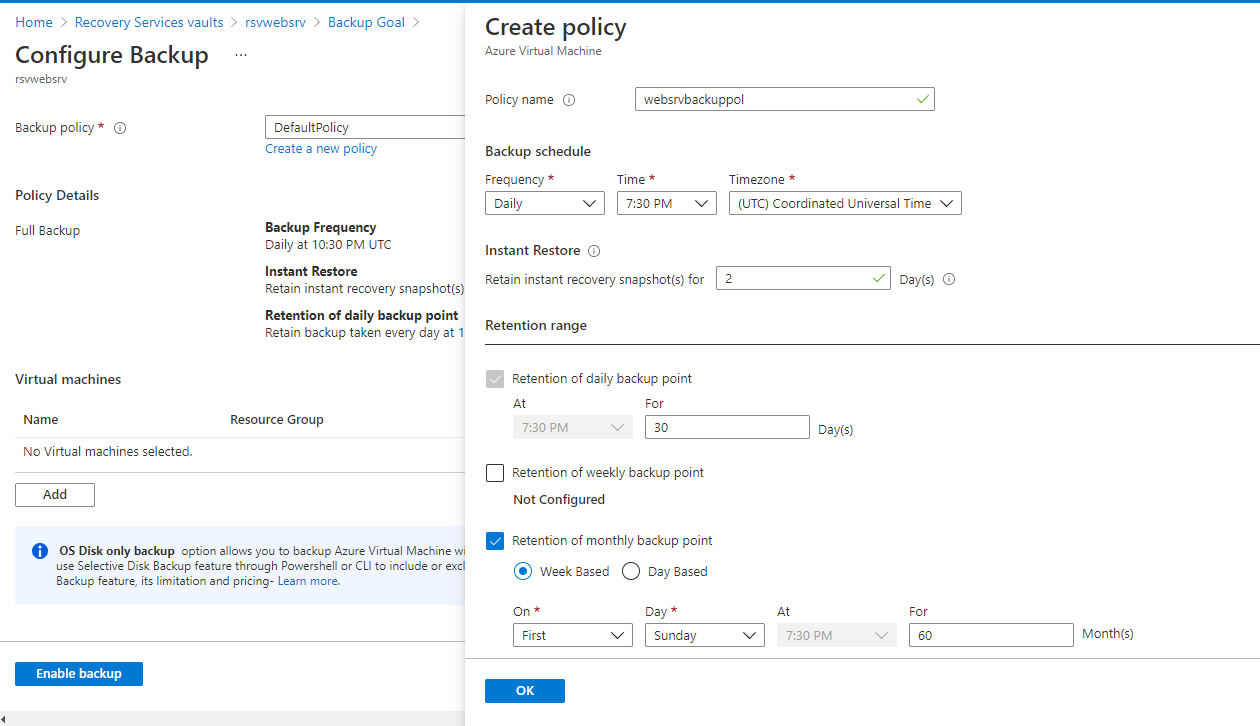 Home > Recovery Services vaults > rsvwebsrv > Backup Goal >
Configure Backup ...
rsvwebsrv
Backup policy * DefaultPolicy
Create a new policy
Policy Details
Full Backup
Backup Frequency
Daily at 10:30 PM UTC
Instant Restore
Retain instant recovery snapshot(s)
Retention of daily backup point
Retain backup taken every day at 1
Virtual machines
Name Resource Group
No Virtual machines selected.
Add
OS Disk only backup option allows you to backup Azure Virtual Machine wi
use Selective Disk Backup feature through Powershell or CLI to include or excl
Backup feature, its limitation and pricing- Learn more.
Enable backup
Create policy
Azure Virtual Machine
Policy name websrvbackuppol
Backup schedule
Frequency * Time * Timezone *
Daily 7:30 PM (UTC) Coordinated Universal Time
Instant Restore
Retain instant recovery snapshot(s) for 2 Day(s)
Retention range
Retention of daily backup point
At For
7:30 PM 30 Day(s)
Retention of weekly backup point
Not Configured
Retention of monthly backup point
Week Based Day Based
On * Day * At For
First Sunday 7:30 PM 60 Month(s)
OK